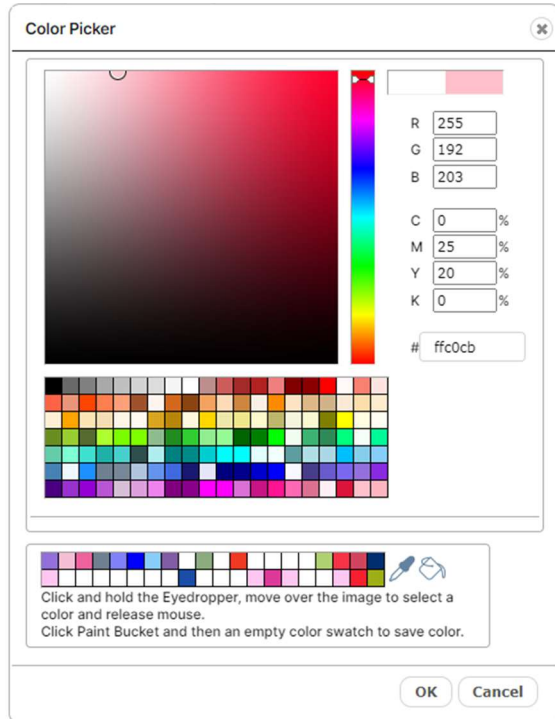 Color Picker
R 255
G 192
B 203
C 0 %
M 25 %
Y 20 %
K 0 %
# ffc0cb
Click and hold the Eyedropper, move over the image to select a
color and release mouse.
Click Paint Bucket and then an empty color swatch to save color.
OK Cancel